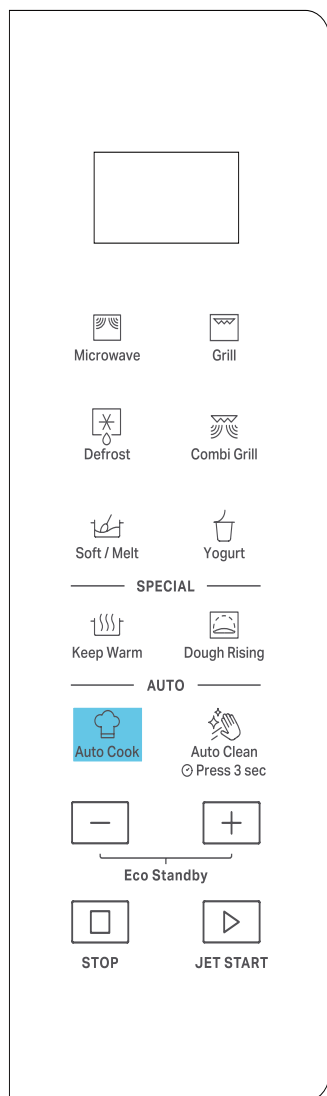 Microwave
Grill
Defrost
Combi Grill
Soft / Melt
Yogurt
SPECIAL
Keep Warm
Dough Rising
AUTO
Auto Cook
Auto Clean
Press 3 sec
Eco Standby
STOP
JET START